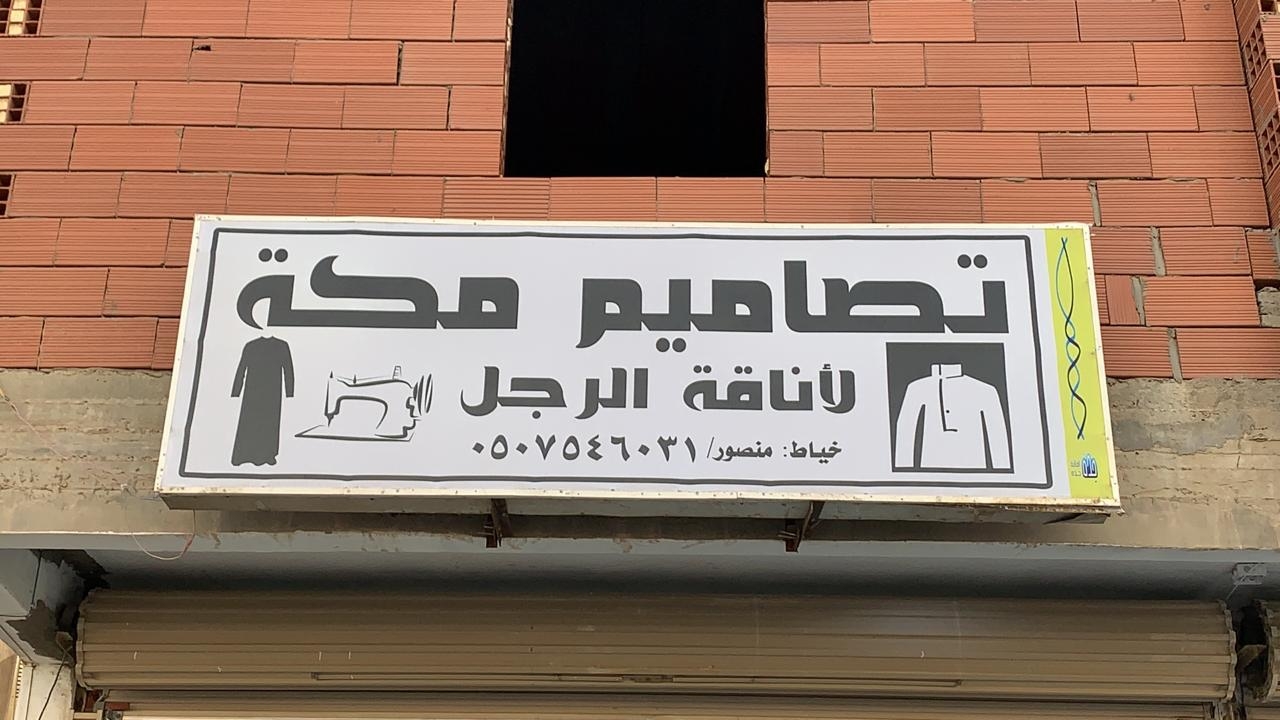 تصاميم مكة
لأناقة الرجل
خياط: منصور/ ٠٥٠٧٥٤٦٠٣١